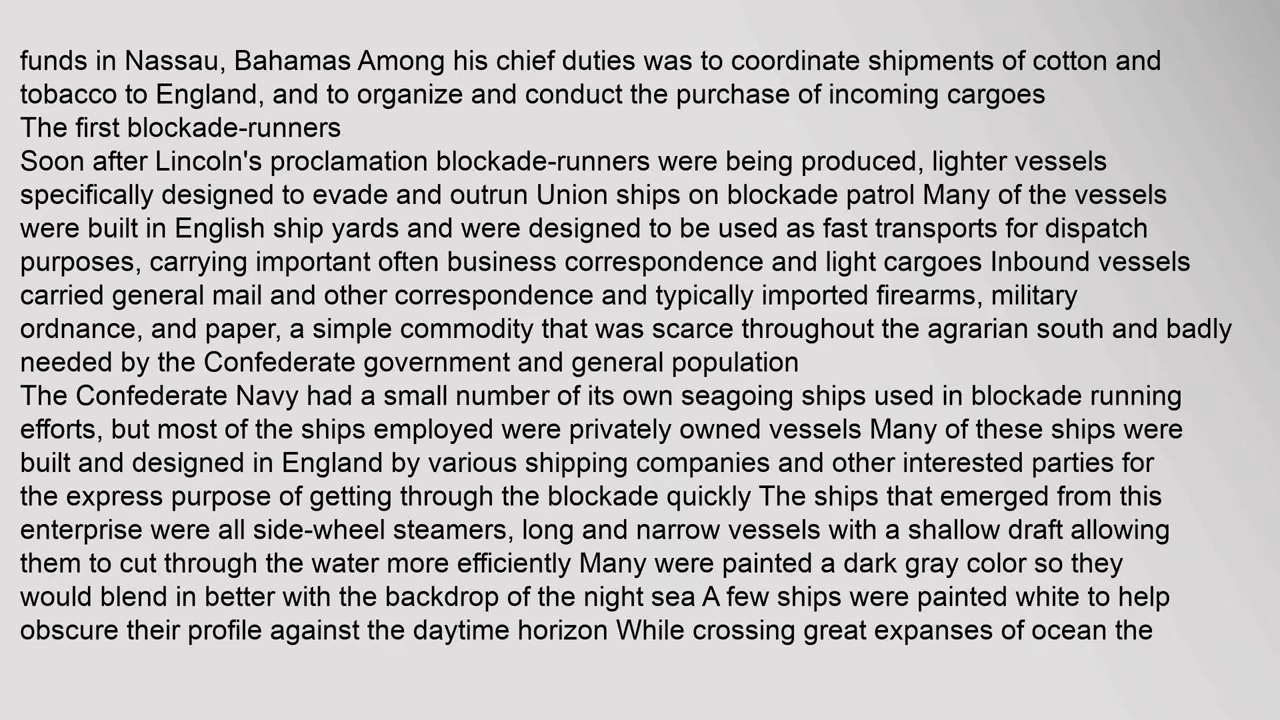 funds in Nassau, Bahamas Among his chief duties was to coordinate shipments of cotton and
tobacco to England, and to organize and conduct the purchase of incoming cargoes
The first blockade-runners
Soon after Lincoln's proclamation blockade-runners were being produced, lighter vessels
specifically designed to evade and outrun Union ships on blockade patrol Many of the vessels
were built in English ship yards and were designed to be used as fast transports for dispatch
purposes, carrying important often business correspondence and light cargoes Inbound vessels
carried general mail and other correspondence and typically imported firearms, military
ordnance, and paper, a simple commodity that was scarce throughout the agrarian south and badly
needed by the Confederate government and general population
The Confederate Navy had a small number of its own seagoing ships used in blockade running
efforts, but most of the ships employed were privately owned vessels Many of these ships were
built and designed in England by various shipping companies and other interested parties for
the express purpose of getting through the blockade quickly The ships that emerged from this
enterprise were all side-wheel steamers, long and narrow vessels with a shallow draft allowing
them to cut through the water more efficiently Many were painted a dark gray color so they
would blend in better with the backdrop of the night sea A few ships were painted white to help
obscure their profile against the daytime horizon While crossing great expanses of ocean the